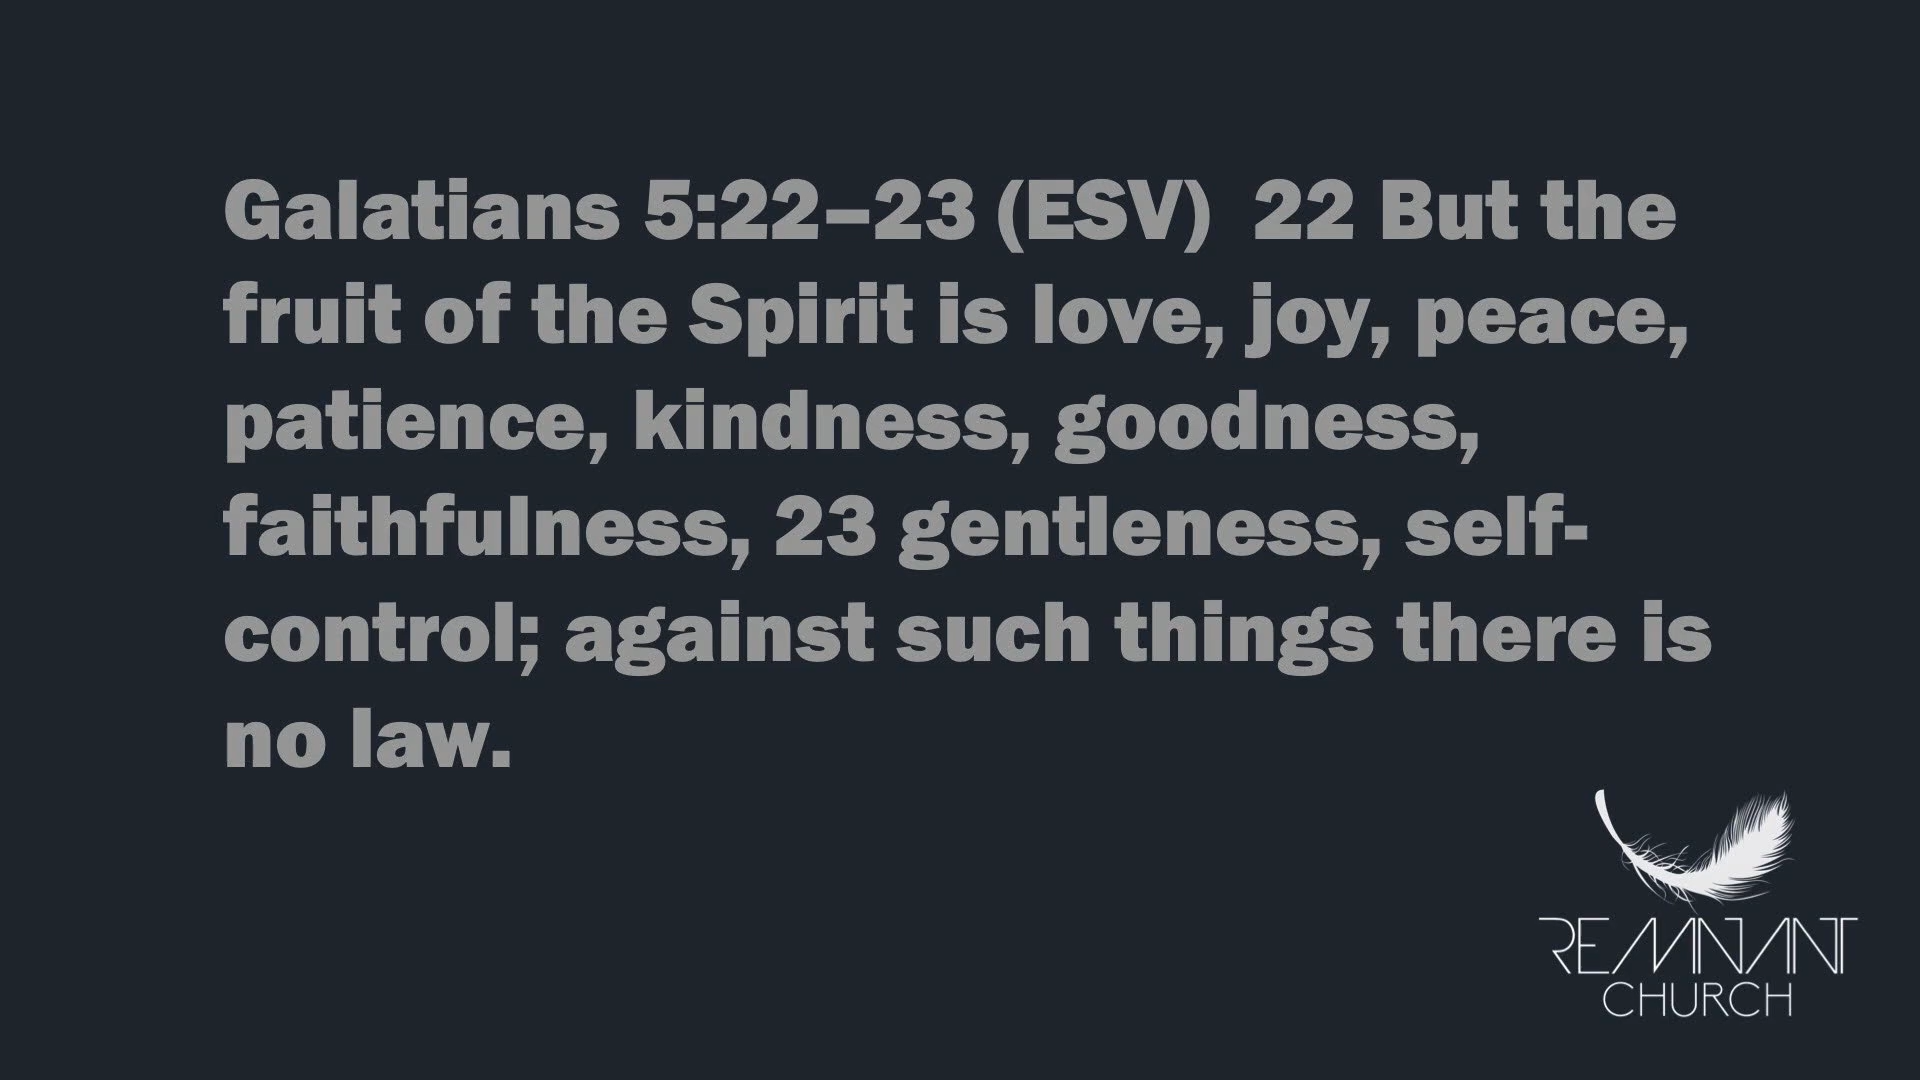 Galatians 5:22–23 (ESV)  22 But the
fruit of the Spirit is love, joy, peace,
patience, kindness, goodness,
faithfulness, 23 gentleness, self-
control; against such things there is
no law.
REMNANT
CHURCH